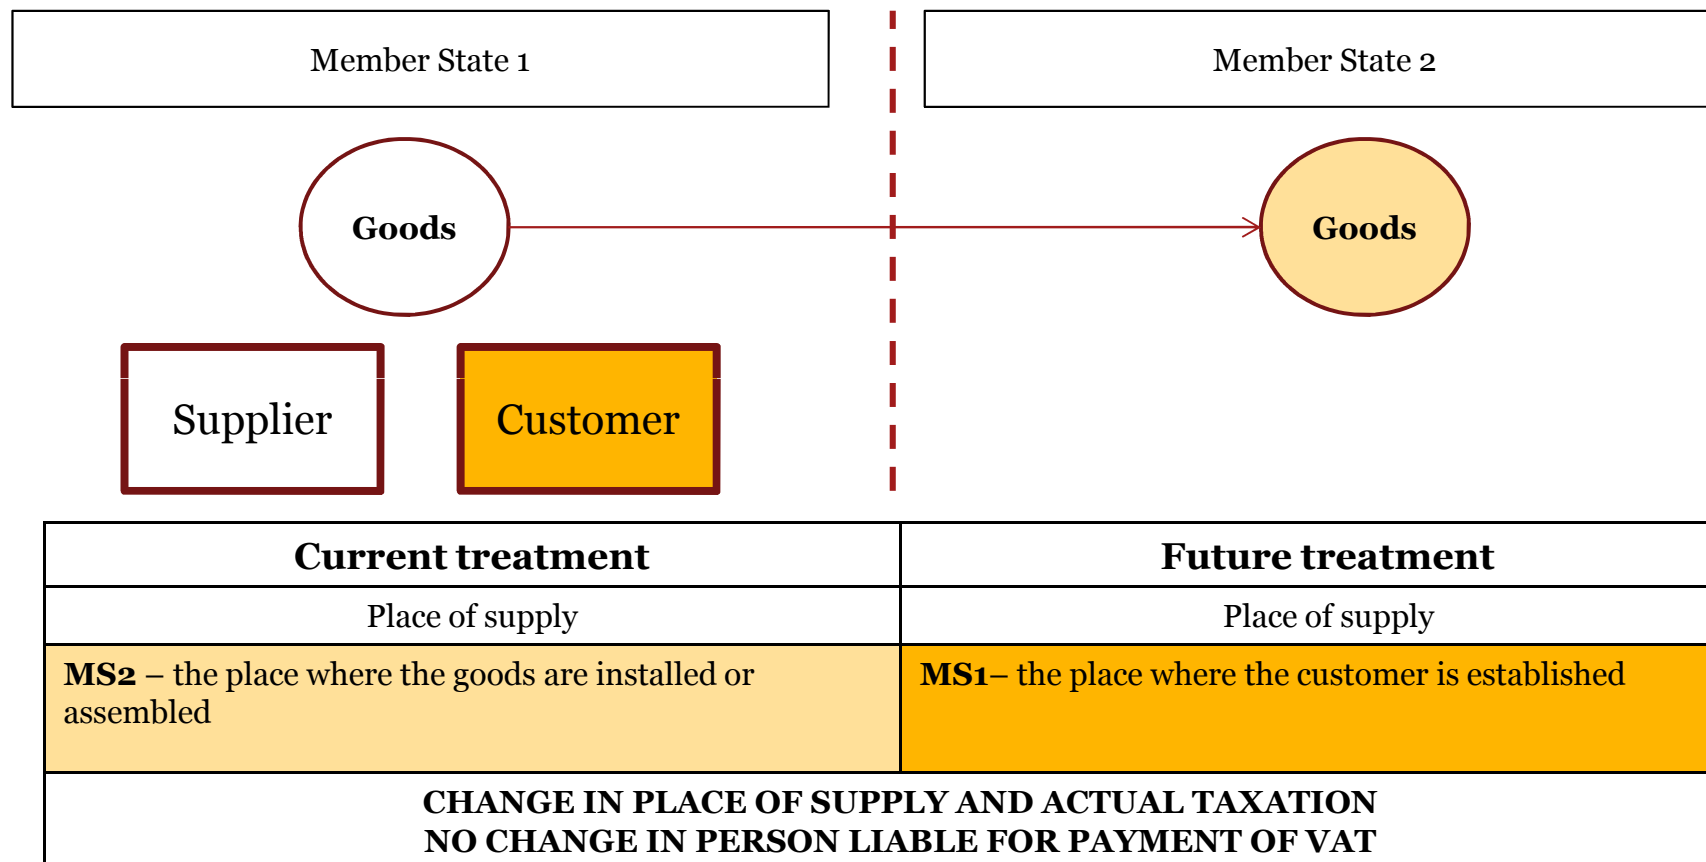 Member State 1
Member State 2
Goods
Goods
Supplier
Customer
Current treatment
Future treatment
Place of supply
Place of supply
MS2 – the place where the goods are installed or
assembled
MS1– the place where the customer is established
CHANGE IN PLACE OF SUPPLY AND ACTUAL TAXATION
NO CHANGE IN PERSON LIABLE FOR PAYMENT OF VAT